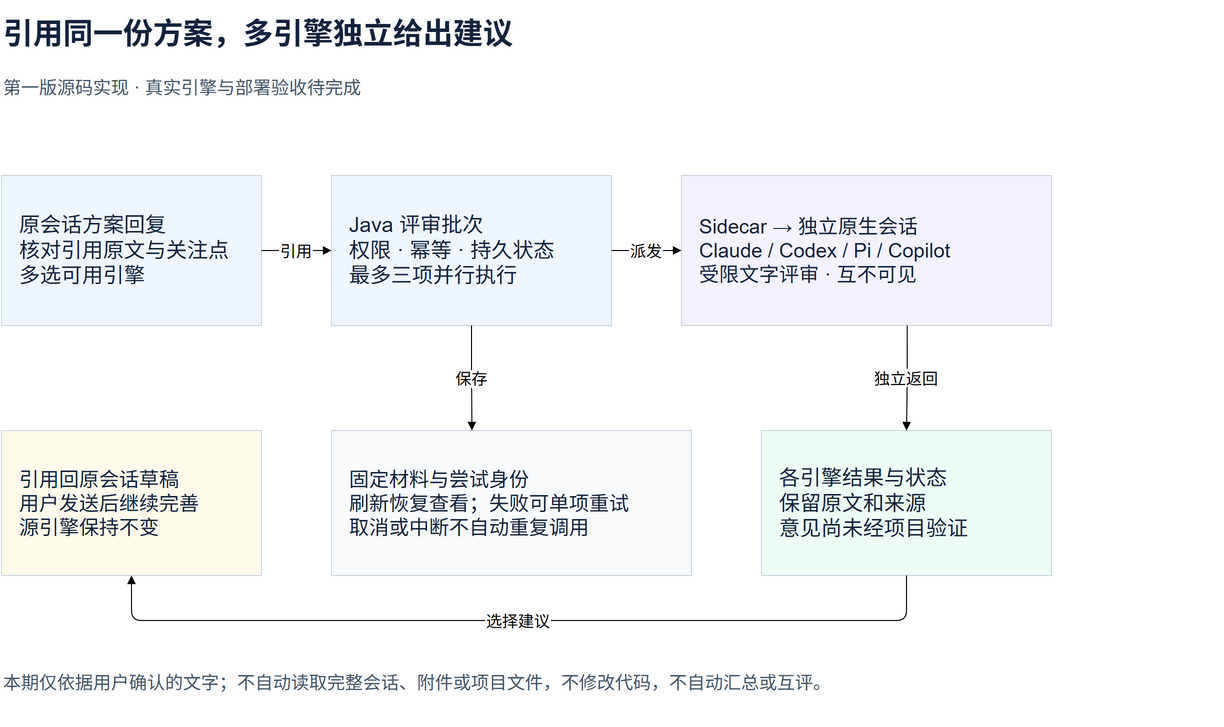 引用同一份方案，多引擎独立给出建议
第一版源码实现 · 真实引擎与部署验收待完成
原会话方案回复
核对引用原文与关注点
多选可用引擎
引用
Java 评审批次
权限 · 幂等 · 持久状态
最多三项并行执行
派发
Sidecar → 独立原生会话
Claude / Codex / Pi / Copilot
受限文字评审 · 互不可见
保存
独立返回
引用回原会话草稿
用户发送后继续完善
源引擎保持不变
固定材料与尝试身份
刷新恢复查看；失败可单项重试
取消或中断不自动重复调用
各引擎结果与状态
保留原文和来源
意见尚未经项目验证
选择建议
本期仅依据用户确认的文字；不自动读取完整会话、附件或项目文件，不修改代码，不自动汇总或互评。